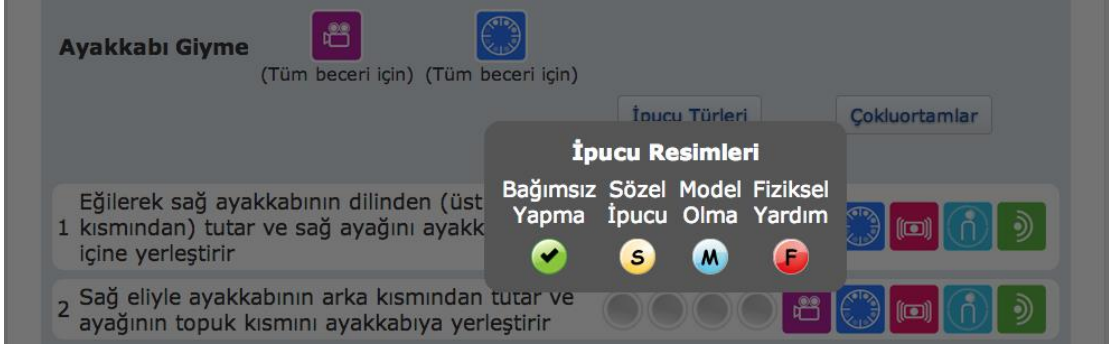 Ayakkabı Giyme
(Tüm beceri için) (Tüm beceri için)
İpucu Türleri
Çokluortamlar
İpucu Resimleri
Bağımsız Sözel Model Fiziksel
Yapma İpucu Olma Yardım
S M F
Eğilerek sağ ayakkabının dilinden (üst
1 kısmından) tutar ve sağ ayağını
içine yerleştirir
2 Sağ eliyle ayakkabının arka kısmından tutar ve
ayağının topuk kısmını ayakkabıya yerleştirir